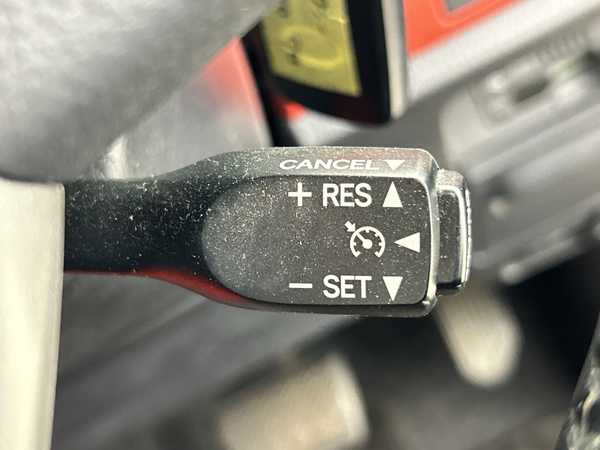 CANCEL ▼
+ RES ▲
◀
− SET ▼